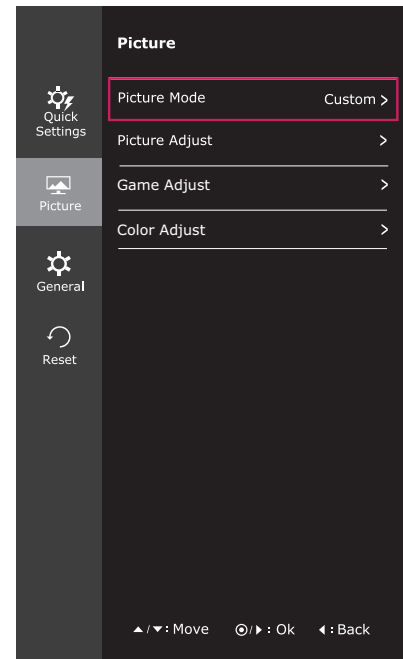 Picture
Quick
Settings
Picture
General
Reset
Picture Mode Custom >
Picture Adjust >
Game Adjust >
Color Adjust >
▲/▼: Move ◉/▶: Ok ◀: Back